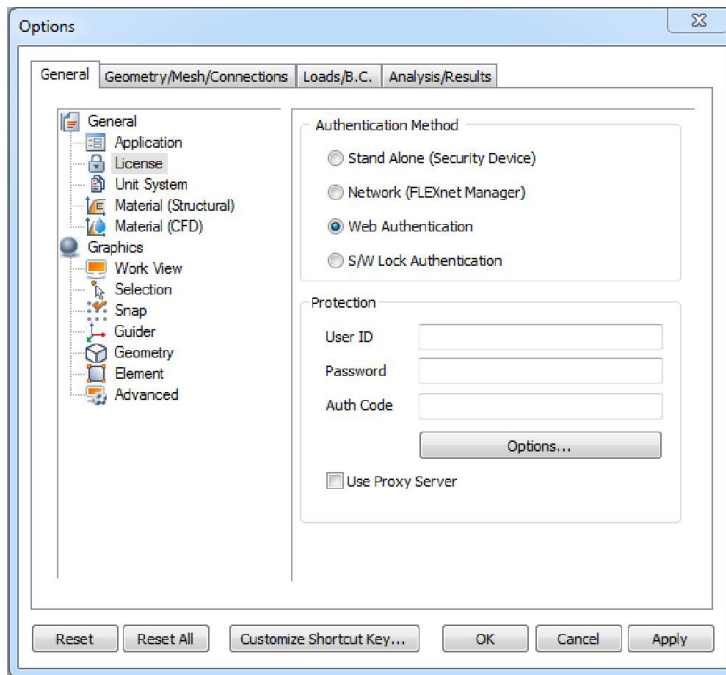 Options
General Geometry/Mesh/Connections Loads/B.C. Analysis/Results
General
Application
License
Unit System
Material (Structural)
Material (CFD)
Graphics
Work View
Selection
Snap
Guider
Geometry
Element
Advanced
Authentication Method
Stand Alone (Security Device)
Network (FLEXnet Manager)
Web Authentication
S/W Lock Authentication
Protection
User ID
Password
Auth Code
Options...
Use Proxy Server
Reset Reset All Customize Shortcut Key... OK Cancel Apply